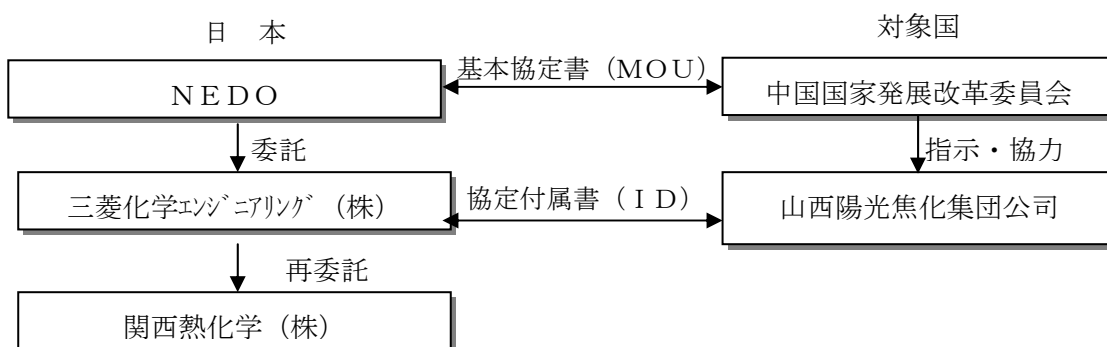 日　本
対象国
ＮＥＤＯ
基本協定書（ＭＯＵ）
中国国家発展改革委員会
委託
指示・協力
三菱化学ｴﾝｼﾞﾆｱﾘﾝｸﾞ（株）
協定付属書（ＩＤ）
山西陽光焦化集団公司
再委託
関西熱化学（株）